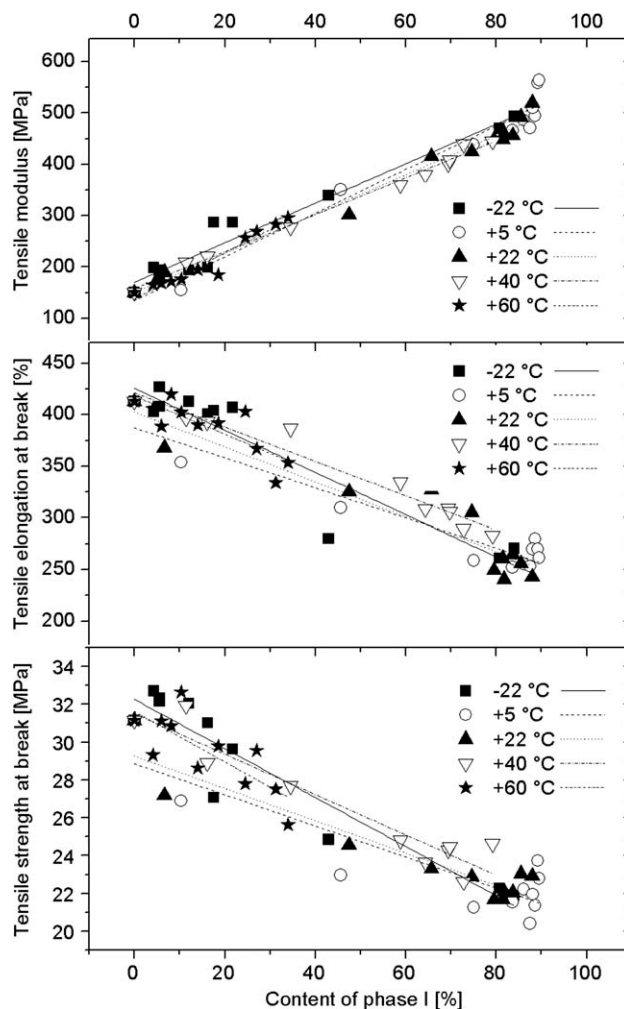 0 20 40 60 80 100
Tensile modulus [MPa]
600
500
400
300
200
100
-22 °C
+5 °C
+22 °C
+40 °C
+60 °C
Tensile elongation at break [%]
450
400
350
300
250
200
-22 °C
+5 °C
+22 °C
+40 °C
+60 °C
Tensile strength at break [MPa]
34
32
30
28
26
24
22
20
-22 °C
+5 °C
+22 °C
+40 °C
+60 °C
0 20 40 60 80 100
Content of phase I [%]